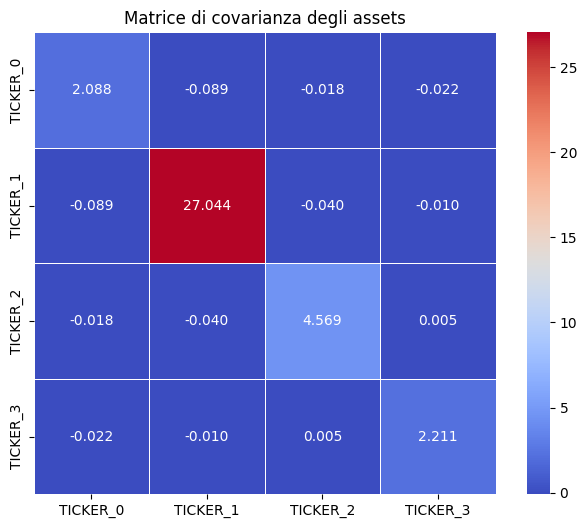 Matrice di covarianza degli assets
TICKER_0
2.088 -0.089 -0.018 -0.022
TICKER_1
-0.089 27.044 -0.040 -0.010
TICKER_2
-0.018 -0.040 4.569 0.005
TICKER_3
-0.022 -0.010 0.005 2.211
TICKER_0 TICKER_1 TICKER_2 TICKER_3
25
20
15
10
5
0